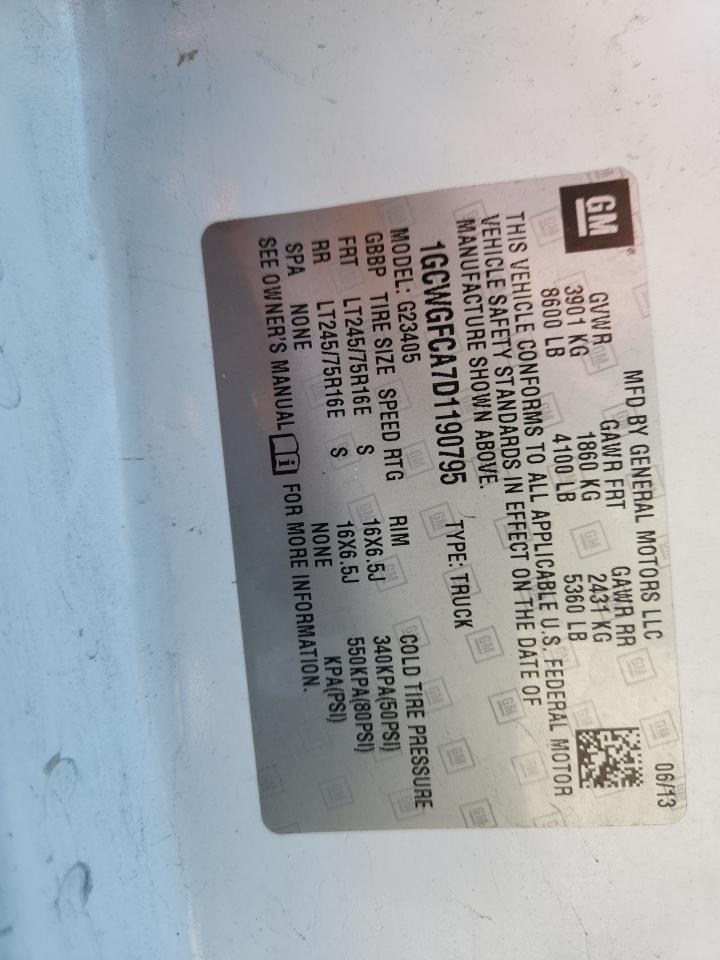 GM
MFD BY GENERAL MOTORS LLC 06/13
GVWR GAWR FRT GAWR RR
3901 KG 1860 KG 2431 KG
8600 LB 4100 LB 5360 LB
THIS VEHICLE CONFORMS TO ALL APPLICABLE U.S. FEDERAL MOTOR
VEHICLE SAFETY STANDARDS IN EFFECT ON THE DATE OF
MANUFACTURE SHOWN ABOVE.
1GCWGFCA7D1190795 TYPE: TRUCK
MODEL: G23405
GBBP TIRE SIZE SPEED RTG RIM COLD TIRE PRESSURE
FRT LT245/75R16E S 16X6.5J 340KPA(50PSI)
RR LT245/75R16E S 16X6.5J 550KPA(80PSI)
SPA NONE NONE KPA(PSI)
SEE OWNER'S MANUAL FOR MORE INFORMATION.